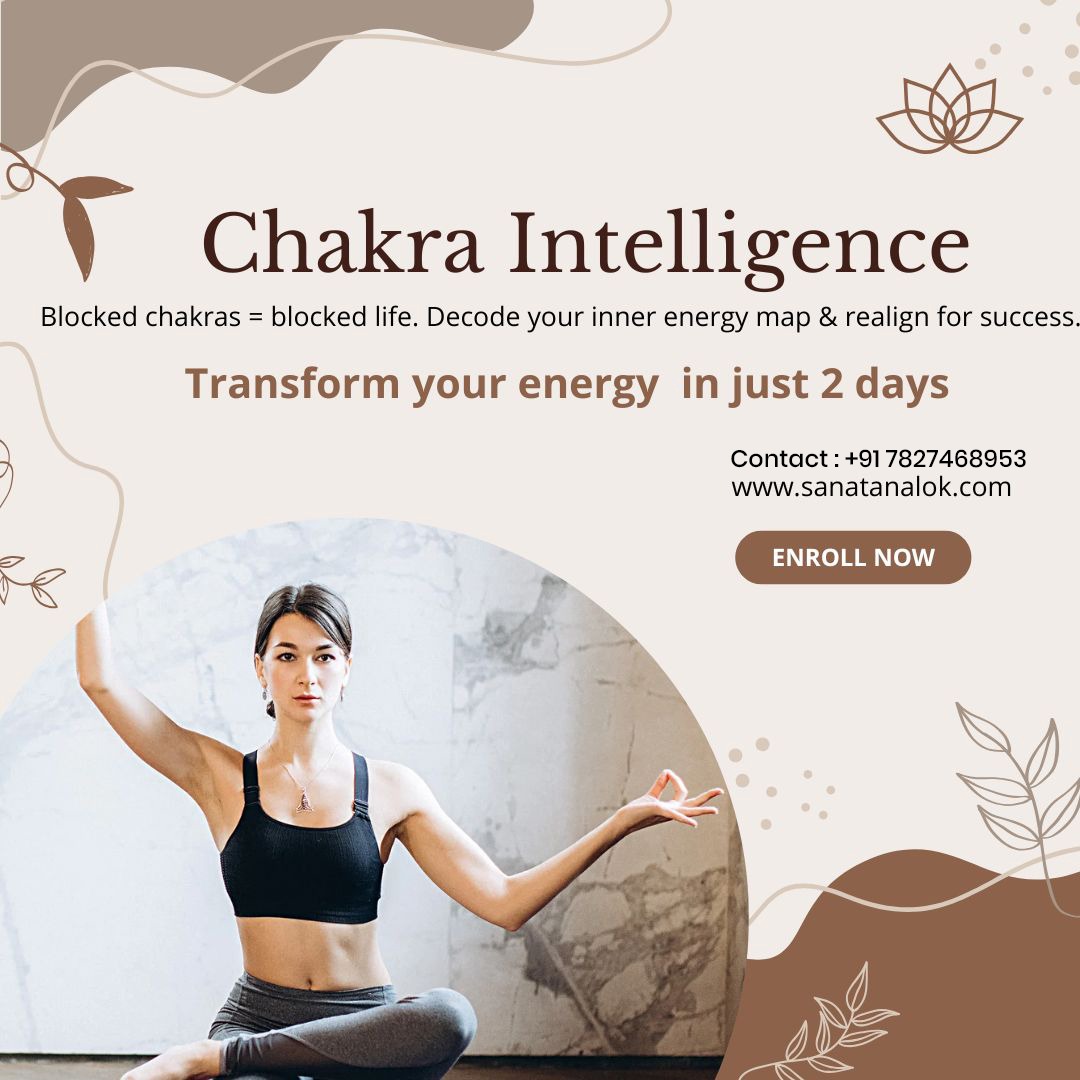 Chakra Intelligence
Blocked chakras = blocked life. Decode your inner energy map & realign for success.
Transform your energy  in just 2 days
Contact : +91 7827468953
www.sanatanalok.com
ENROLL NOW